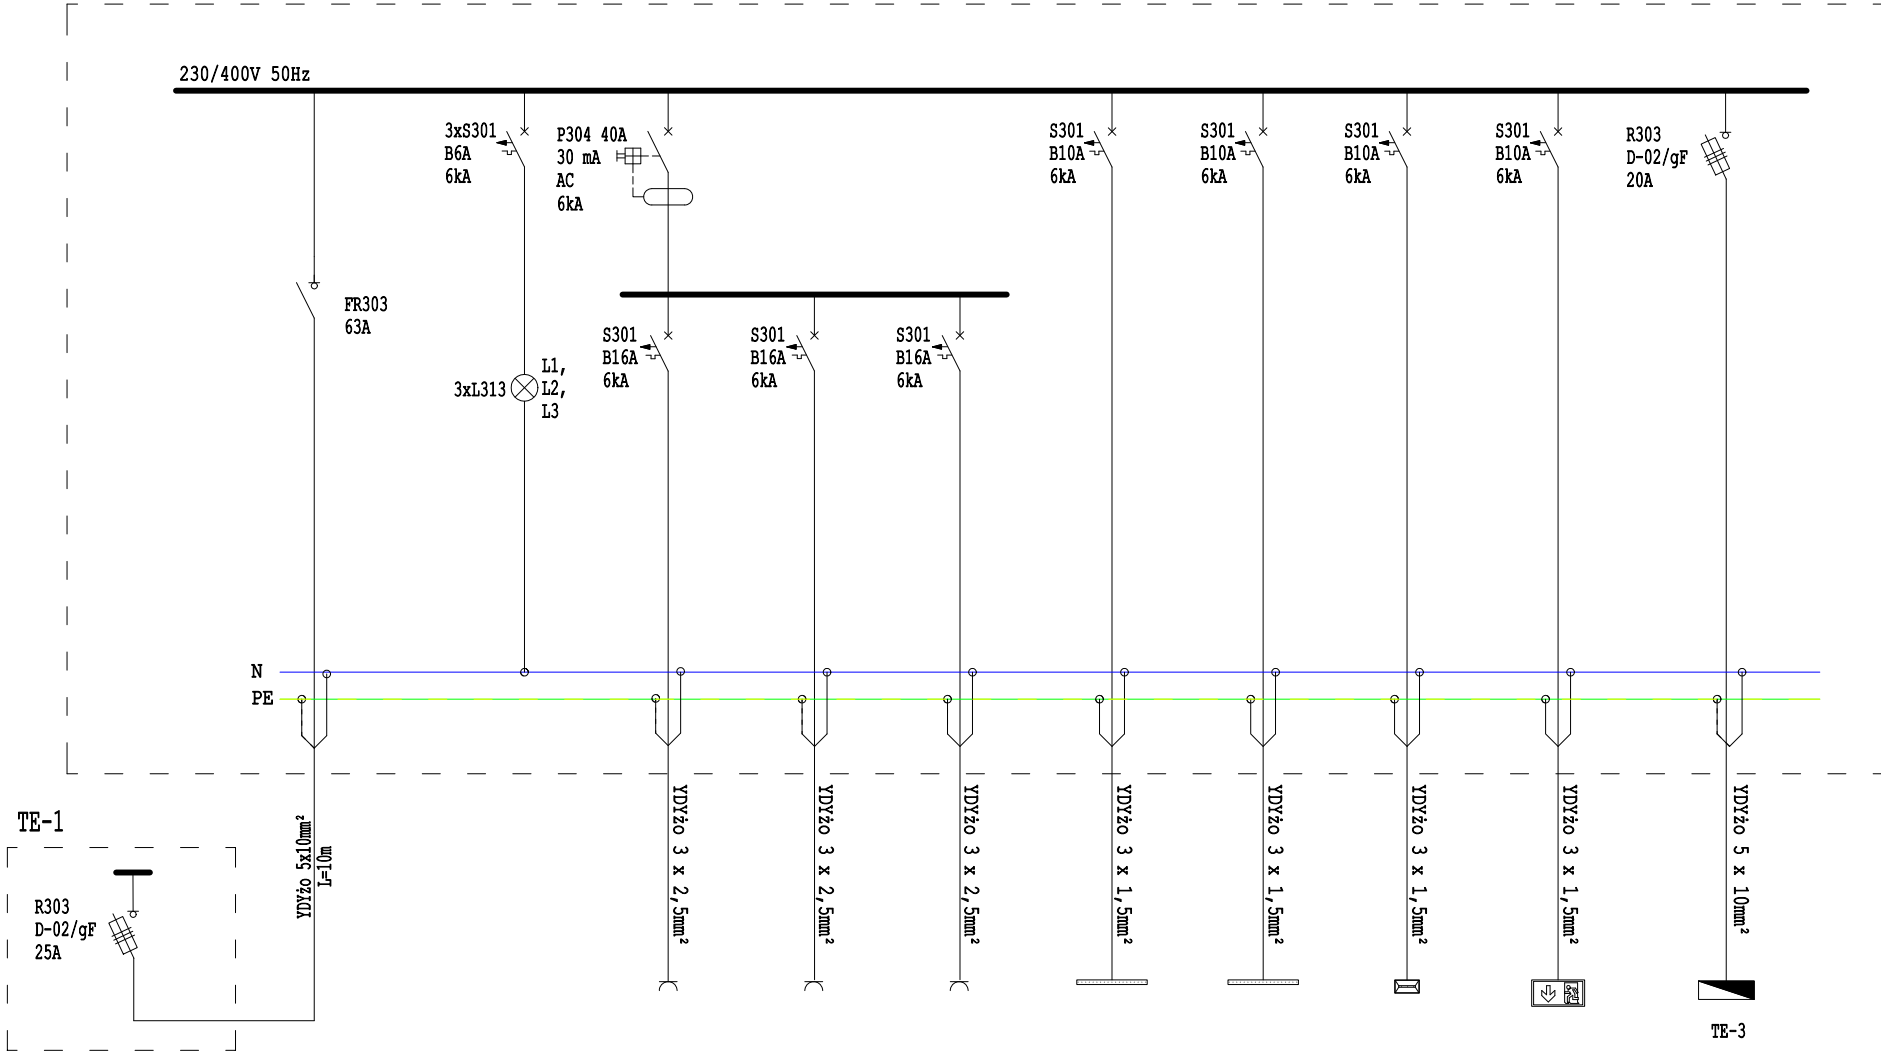 230/400V 50Hz
3xS301
B6A
6kA
P304 40A
30 mA
AC
6kA
S301
B10A
6kA
S301
B10A
6kA
S301
B10A
6kA
S301
B10A
6kA
R303
D-02/gF
20A
FR303
63A
3xL313
L1,
L2,
L3
S301
B16A
6kA
S301
B16A
6kA
S301
B16A
6kA
N
PE
TE-1
R303
D-02/gF
25A
YDYżo 5x10mm²
L=10m
YDYżo 3 x 2,5mm²
YDYżo 3 x 2,5mm²
YDYżo 3 x 2,5mm²
YDYżo 3 x 1,5mm²
YDYżo 3 x 1,5mm²
YDYżo 3 x 1,5mm²
YDYżo 3 x 1,5mm²
YDYżo 5 x 10mm²
TE-3